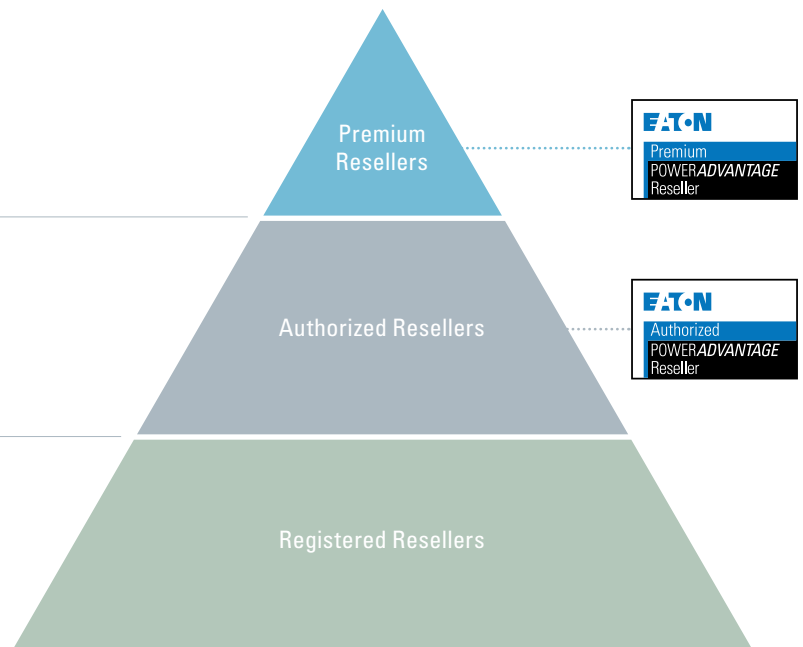 Premium
Resellers
EATON
Premium
POWERADVANTAGE
Reseller
Authorized Resellers
EATON
Authorized
POWERADVANTAGE
Reseller
Registered Resellers